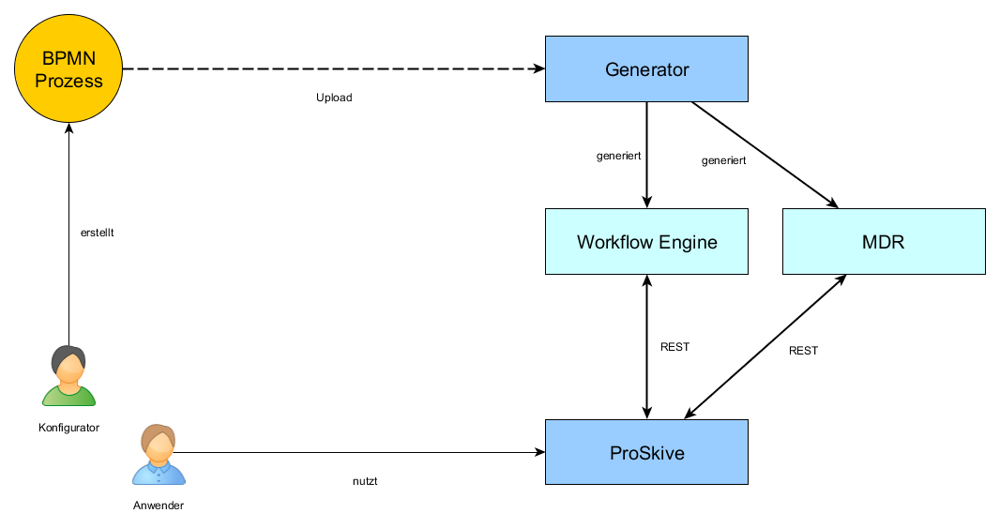 BPMN
Prozess
Upload
Generator
generiert
generiert
Workflow Engine
MDR
erstellt
REST
REST
Konfigurator
ProSkive
nutzt
Anwender